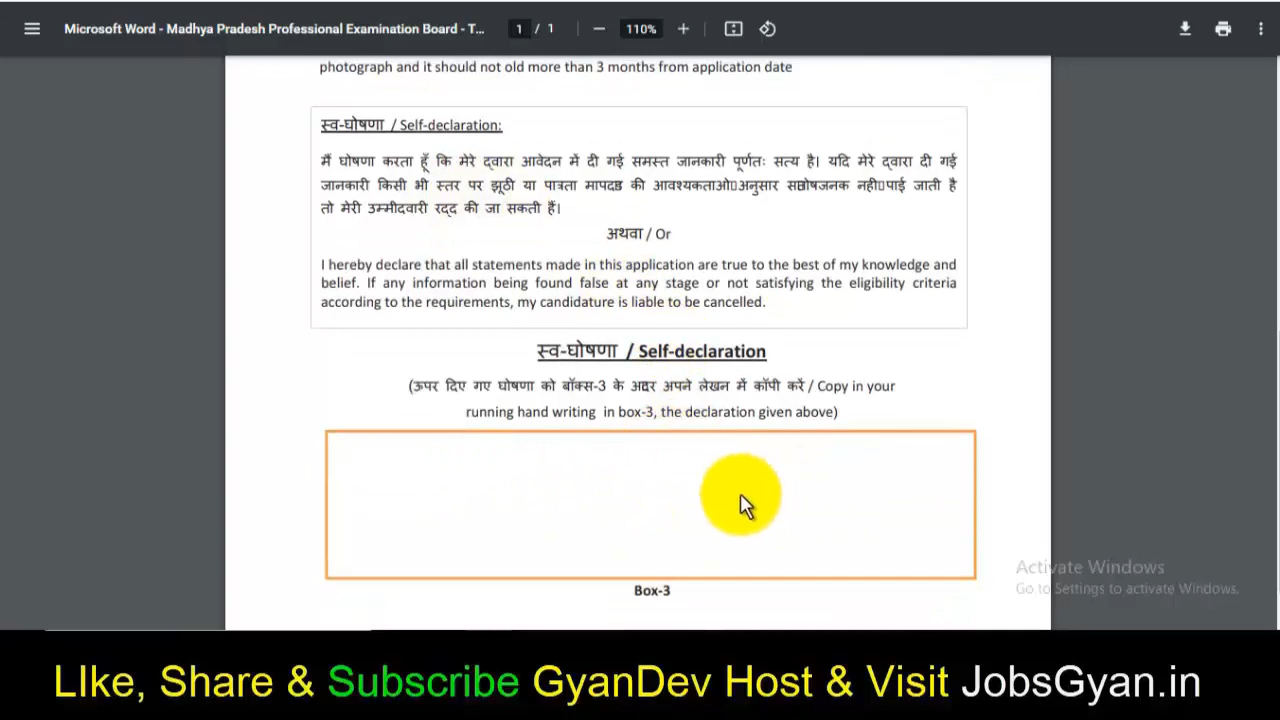 Microsoft Word - Madhya Pradesh Professional Examination Board - T... 1 / 1 110%
photograph and it should not old more than 3 months from application date
स्व-घोषणा / Self-declaration:
मैं घोषणा करता हूँ कि मेरे द्वारा आवेदन में दी गई समस्त जानकारी पूर्णतः सत्य है। यदि मेरे द्वारा दी गई
जानकारी किसी भी स्तर पर झूठी या पात्रता की आवश्यकताओ अनुसार नही पाई जाती है
तो मेरी उम्मीदवारी रद्द की जा सकती हैं।
अथवा / Or
I hereby declare that all statements made in this application are true to the best of my knowledge and
belief. If any information being found false at any stage or not satisfying the eligibility criteria
according to the requirements, my candidature is liable to be cancelled.
स्व-घोषणा / Self-declaration
(ऊपर दिए गए घोषणा को बॉक्स-3 के अपने लेखन में कॉपी करें / Copy in your
running hand writing in box-3, the declaration given above)
Box-3
Activate Windows
Go to Settings to activate Windows.
LIke, Share & Subscribe GyanDev Host & Visit JobsGyan.in